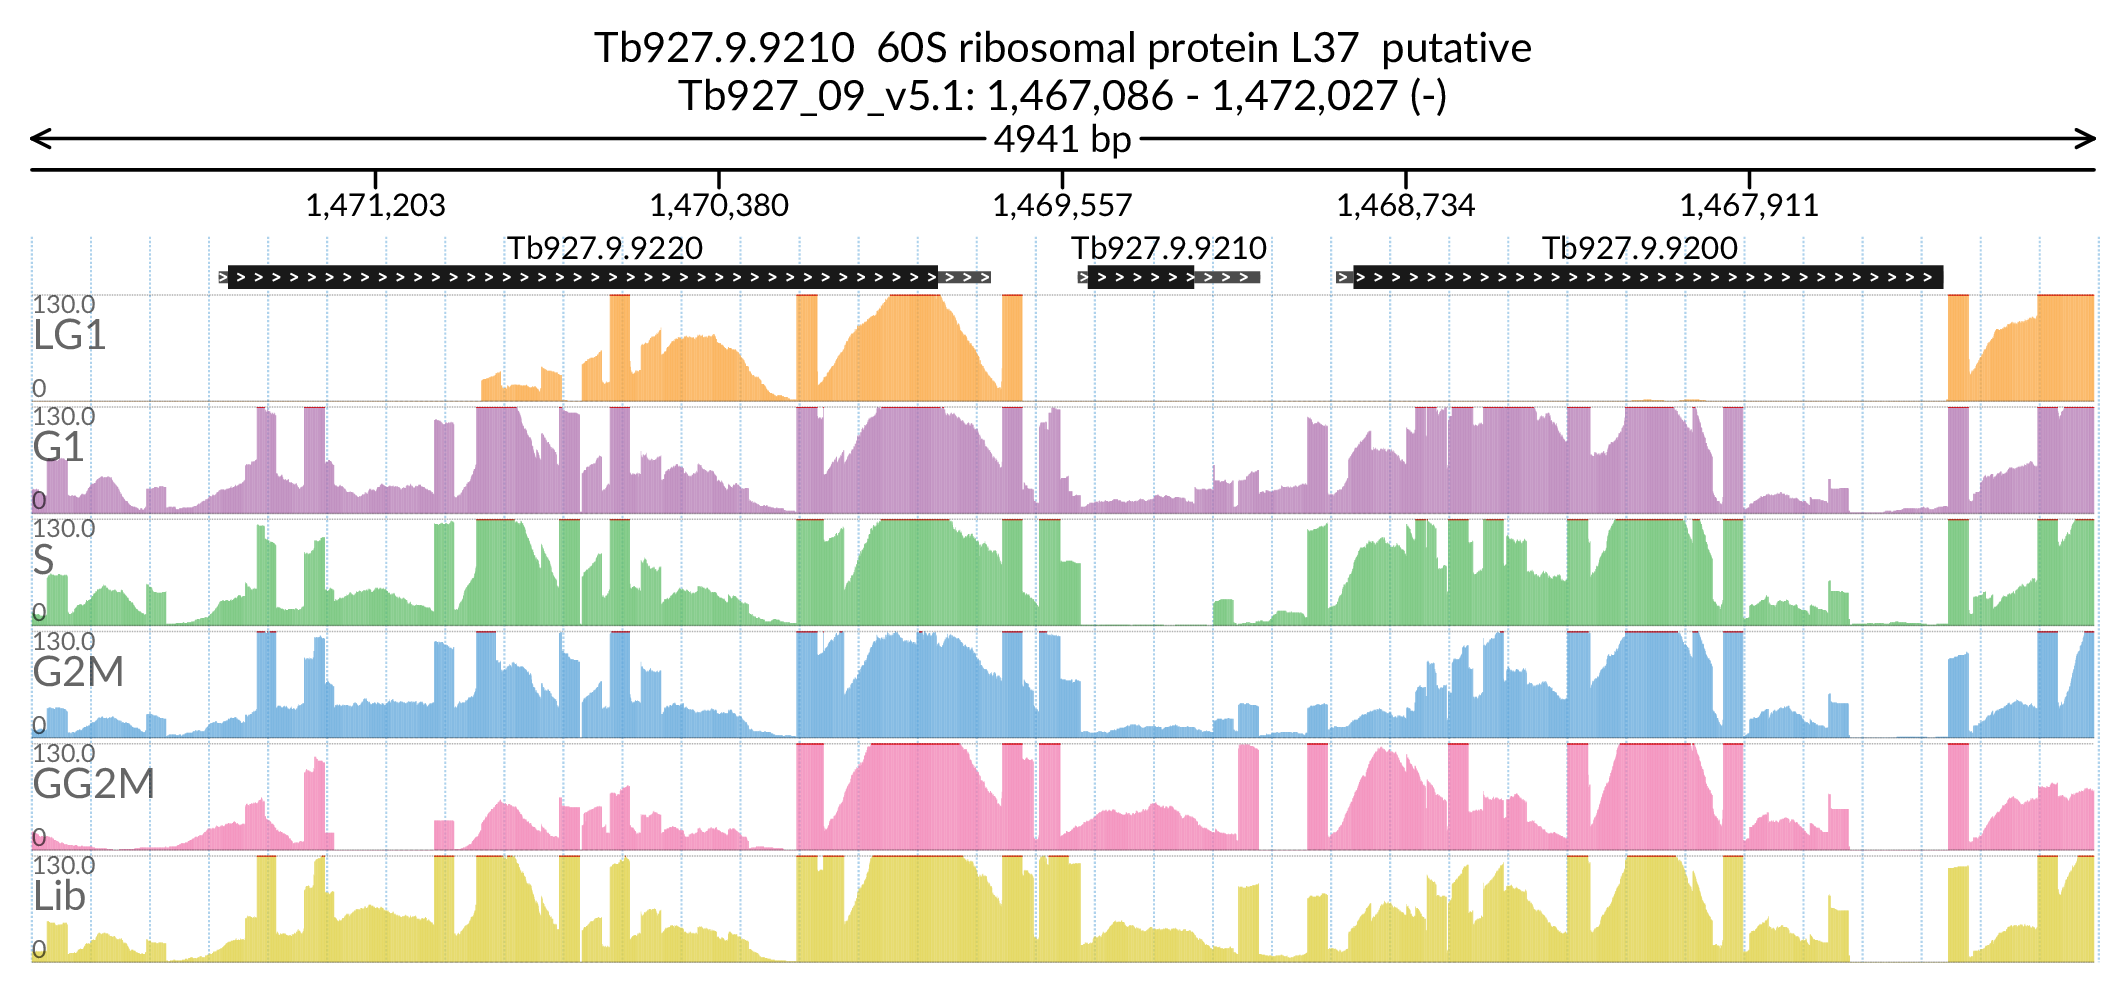 Tb927.9.9210 60S ribosomal protein L37 putative
Tb927_09_v5.1: 1,467,086 - 1,472,027 (-)
4941 bp
1,471,203 1,470,380 1,469,557 1,468,734 1,467,911
Tb927.9.9220 Tb927.9.9210 Tb927.9.9200
130.0
LG1
0
130.0
G1
0
130.0
S
0
130.0
G2M
0
130.0
GG2M
0
130.0
Lib
0